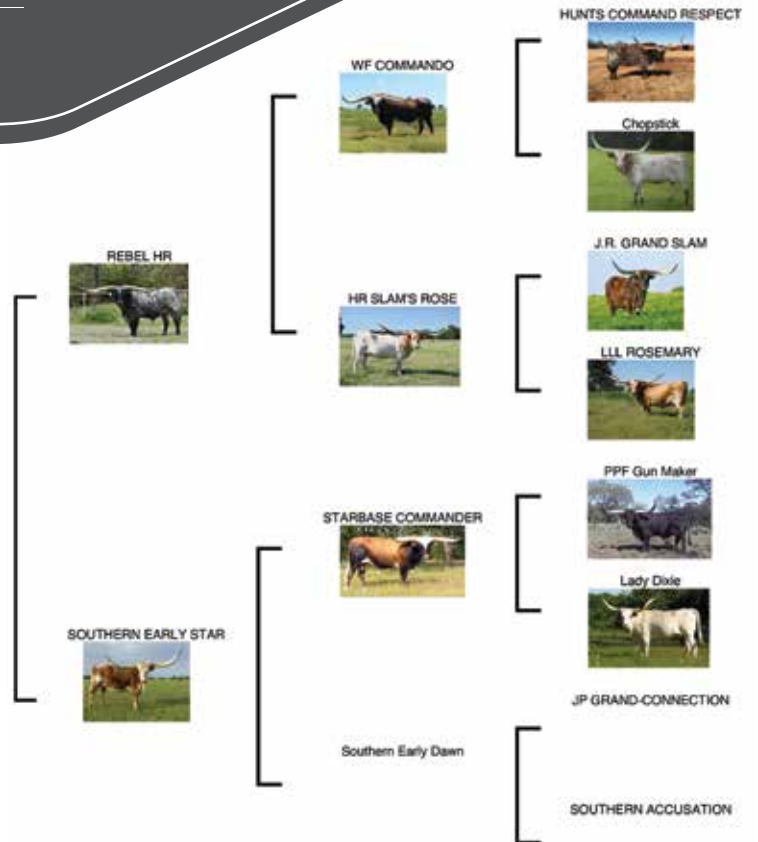 HUNTS COMMAND RESPECT
WF COMMANDO
Chopstick
REBEL HR
J.R. GRAND SLAM
HR SLAM'S ROSE
LLL ROSEMARY
PPF Gun Maker
STARBASE COMMANDER
Lady Dixie
SOUTHERN EARLY STAR
JP GRAND-CONNECTION
Southern Early Dawn
SOUTHERN ACCUSATION